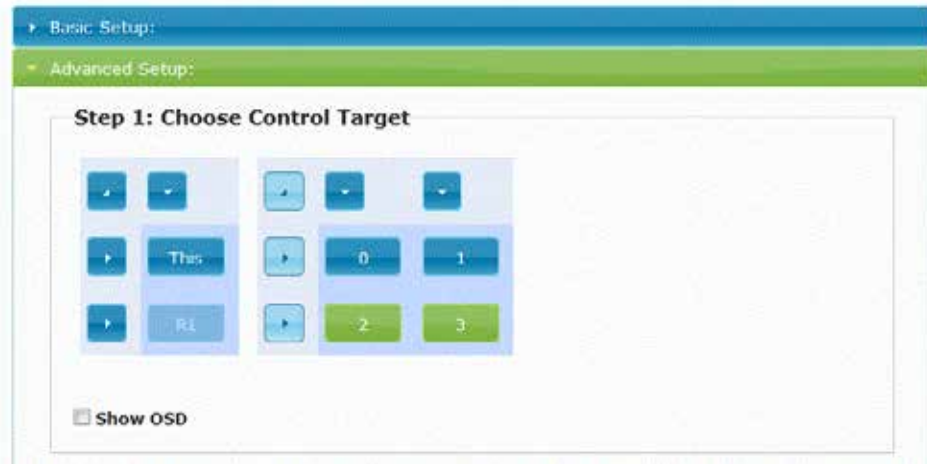 Basic Setup:
Advanced Setup:
Step 1: Choose Control Target
This 0 1
R1 2 3
Show OSD